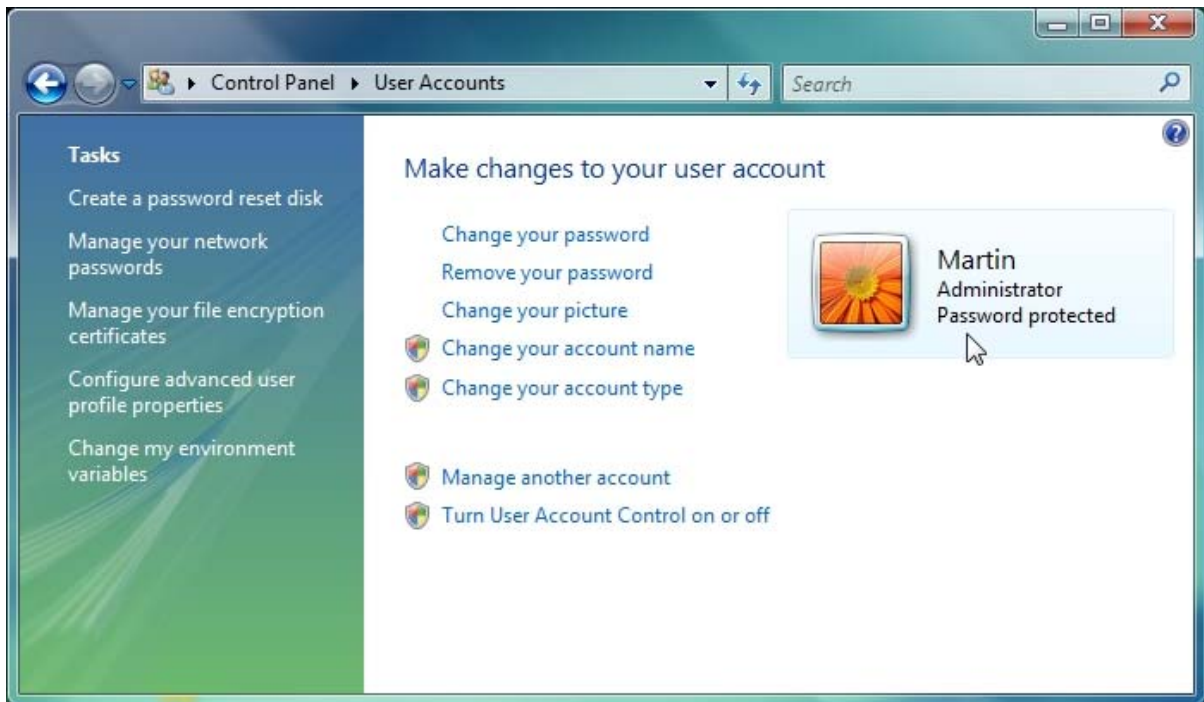 Control Panel User Accounts
Search
Tasks
Create a password reset disk
Manage your network
passwords
Manage your file encryption
certificates
Configure advanced user
profile properties
Change my environment
variables
Make changes to your user account
Change your password
Remove your password
Change your picture
Change your account name
Change your account type
Manage another account
Turn User Account Control on or off
Martin
Administrator
Password protected